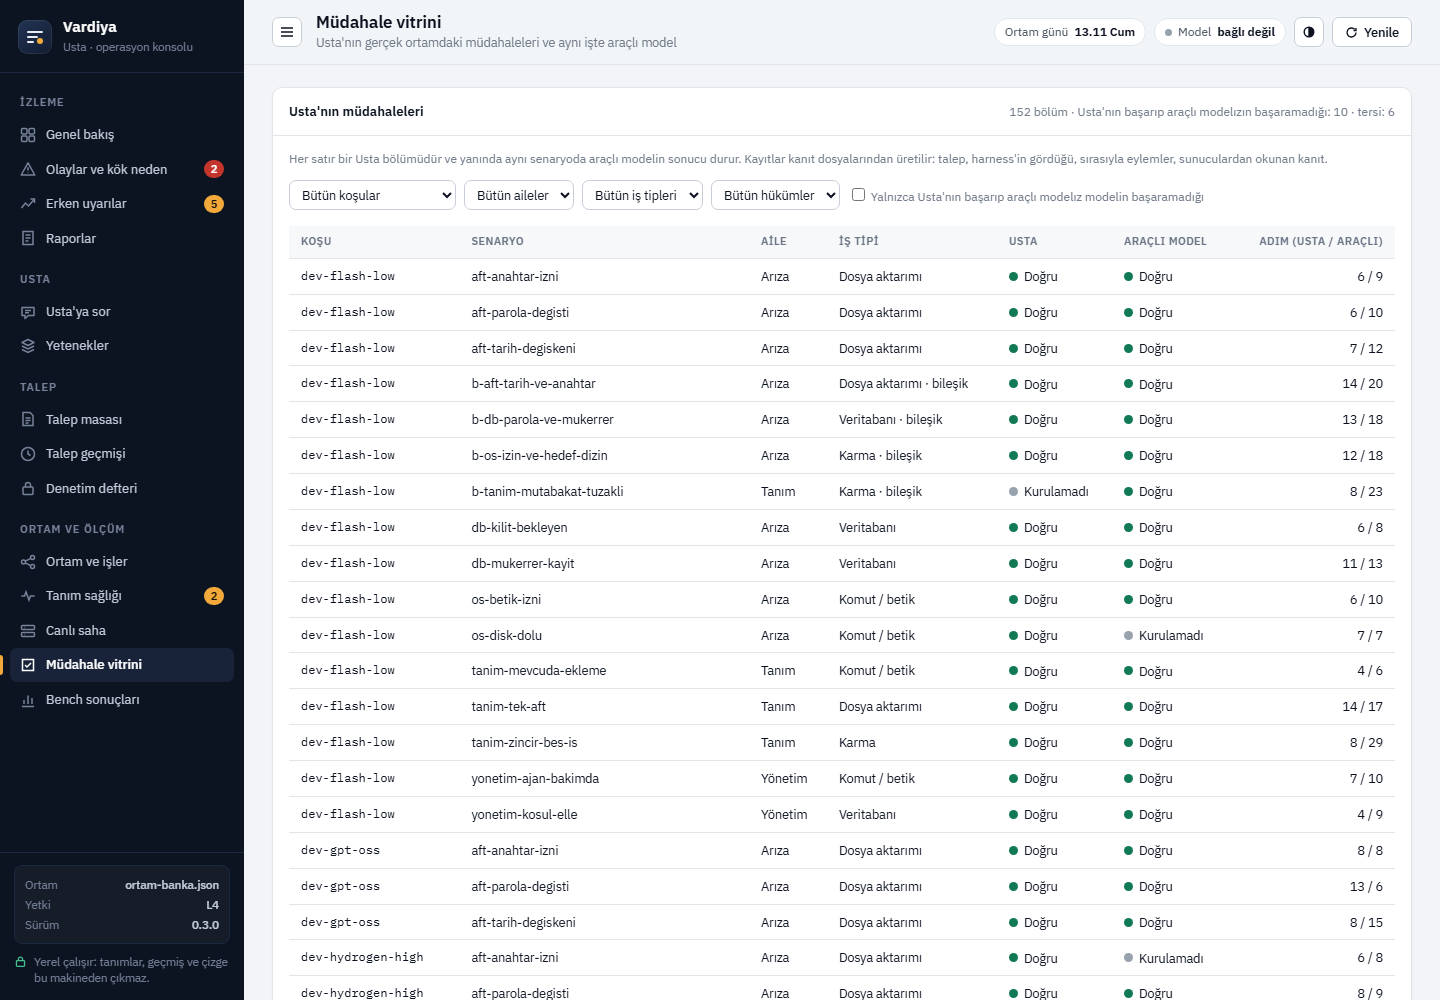 Vardiya
Usta · operasyon konsolu
İZLEME
Genel bakış
Olaylar ve kök neden 2
Erken uyarılar 5
Raporlar
USTA
Usta'ya sor
Yetenekler
TALEP
Talep masası
Talep geçmişi
Denetim defteri
ORTAM VE ÖLÇÜM
Ortam ve işler
Tanım sağlığı 2
Canlı saha
Müdahale vitrini
Bench sonuçları
Ortam ortam-banka.json
Yetki L4
Sürüm 0.3.0
Yerel çalışır: tanımlar, geçmiş ve çizge
bu makineden çıkmaz.
Müdahale vitrini
Usta'nın gerçek ortamdaki müdahaleleri ve aynı işte araçlı model
Ortam günü 13.11 Cum
Model bağlı değil
Yenile
Usta'nın müdahaleleri
152 bölüm · Usta'nın başarıp araçlı modelizın başaramadığı: 10 · tersi: 6
Her satır bir Usta bölümüdür ve yanında aynı senaryoda araçlı modelin sonucu durur. Kayıtlar kanıt dosyalarından üretilir: talep, harness'in gördüğü, sırasıyla eylemler, sunuculardan okunan kanıt.
Bütün koşular Bütün aileler Bütün iş tipleri Bütün hükümler Yalnızca Usta'nın başarıp araçlı modeliz modelin başaramadığı
KOŞU SENARYO AİLE İŞ TİPİ USTA ARAÇLI MODEL ADIM (USTA / ARAÇLI)
dev-flash-low aft-anahtar-izni Arıza Dosya aktarımı Doğru Doğru 6 / 9
dev-flash-low aft-parola-degisti Arıza Dosya aktarımı Doğru Doğru 6 / 10
dev-flash-low aft-tarih-degiskeni Arıza Dosya aktarımı Doğru Doğru 7 / 12
dev-flash-low b-aft-tarih-ve-anahtar Arıza Dosya aktarımı · bileşik Doğru Doğru 14 / 20
dev-flash-low b-db-parola-ve-mukerrer Arıza Veritabanı · bileşik Doğru Doğru 13 / 18
dev-flash-low b-os-izin-ve-hedef-dizin Arıza Karma · bileşik Doğru Doğru 12 / 18
dev-flash-low b-tanim-mutabakat-tuzakli Tanım Karma · bileşik Kurulamadı Doğru 8 / 23
dev-flash-low db-kilit-bekleyen Arıza Veritabanı Doğru Doğru 6 / 8
dev-flash-low db-mukerrer-kayit Arıza Veritabanı Doğru Doğru 11 / 13
dev-flash-low os-betik-izni Arıza Komut / betik Doğru Doğru 6 / 10
dev-flash-low os-disk-dolu Arıza Komut / betik Doğru Kurulamadı 7 / 7
dev-flash-low tanim-mevcuda-ekleme Tanım Komut / betik Doğru Doğru 4 / 6
dev-flash-low tanim-tek-aft Tanım Dosya aktarımı Doğru Doğru 14 / 17
dev-flash-low tanim-zincir-bes-is Tanım Karma Doğru Doğru 8 / 29
dev-flash-low yonetim-ajan-bakimda Yönetim Komut / betik Doğru Doğru 7 / 10
dev-flash-low yonetim-kosul-elle Yönetim Veritabanı Doğru Doğru 4 / 9
dev-gpt-oss aft-anahtar-izni Arıza Dosya aktarımı Doğru Doğru 8 / 8
dev-gpt-oss aft-parola-degisti Arıza Dosya aktarımı Doğru Doğru 13 / 6
dev-gpt-oss aft-tarih-degiskeni Arıza Dosya aktarımı Doğru Doğru 8 / 15
dev-hydrogen-high aft-anahtar-izni Arıza Dosya aktarımı Doğru Kurulamadı 6 / 8
dev-hydrogen-high aft-parola-degisti Arıza Dosya aktarımı Doğru Doğru 8 / 9